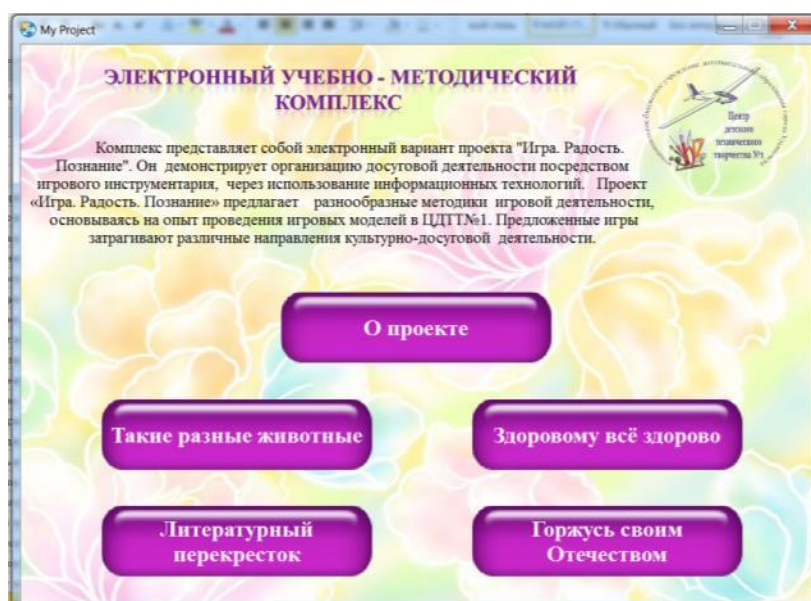 My Project
ЭЛЕКТРОННЫЙ УЧЕБНО - МЕТОДИЧЕСКИЙ
КОМПЛЕКС
Комплекс представляет собой электронный вариант проекта "Игра. Радость.
Познание". Он демонстрирует организацию досуговой деятельности посредством
игрового инструментария, через использование информационных технологий. Проект
«Игра. Радость. Познание» предлагает разнообразные методики игровой деятельности,
основываясь на опыт проведения игровых моделей в ЦДТТ№1. Предложенные игры
затрагивают различные направления культурно-досуговой деятельности.
Центр
детского
технического
творчества №1
О проекте
Такие разные животные
Здоровому всё здорово
Литературный
перекресток
Горжусь своим
Отечеством